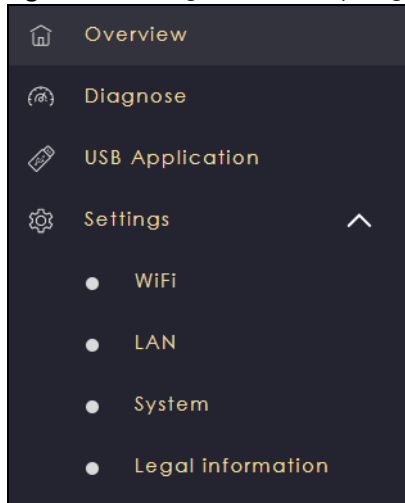 Overview
Diagnose
USB Application
Settings
WiFi
LAN
System
Legal information